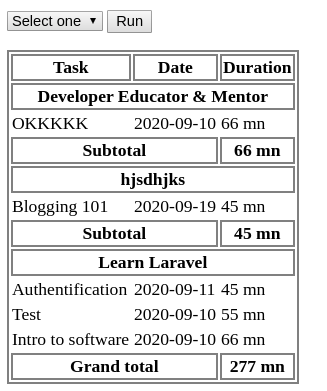 Select one ▾ Run
Task Date Duration
Developer Educator & Mentor
OKKKKK 2020-09-10 66 mn
Subtotal 66 mn
hjsdhjks
Blogging 101 2020-09-19 45 mn
Subtotal 45 mn
Learn Laravel
Authentification 2020-09-11 45 mn
Test 2020-09-10 55 mn
Intro to software 2020-09-10 66 mn
Grand total 277 mn